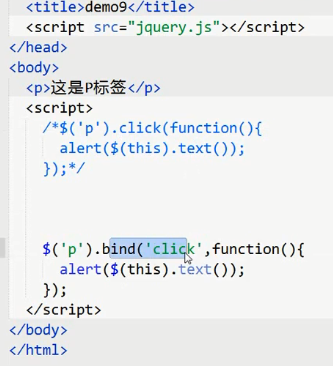 <title>demo9</title>
<script src="jquery.js"></script>
</head>
<body>
<p>这是P标签</p>
<script>
/*$('p').click(function(){
alert($(this).text());
});*/
$('p').bind('click',function(){
alert($(this).text());
});
</script>
</body>
</html>